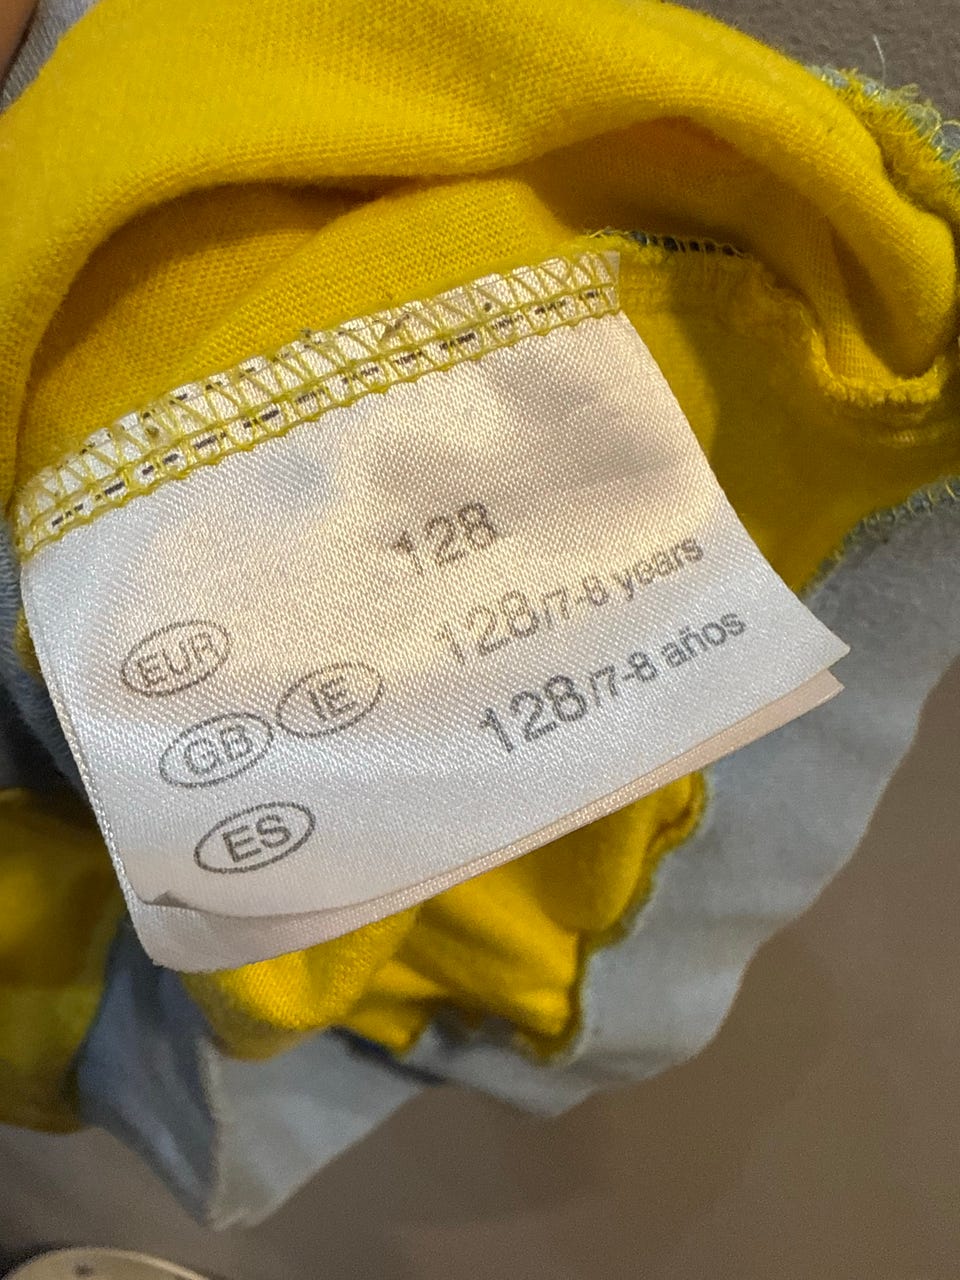 EUR 128
GB IE 128/7-8 years
ES 128/7-8 años